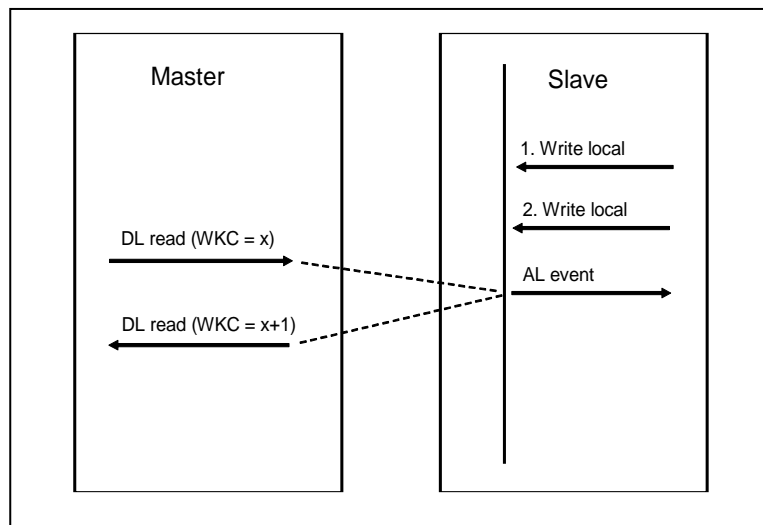 Master
Slave
1. Write local
2. Write local
DL read (WKC = x)
AL event
DL read (WKC = x+1)